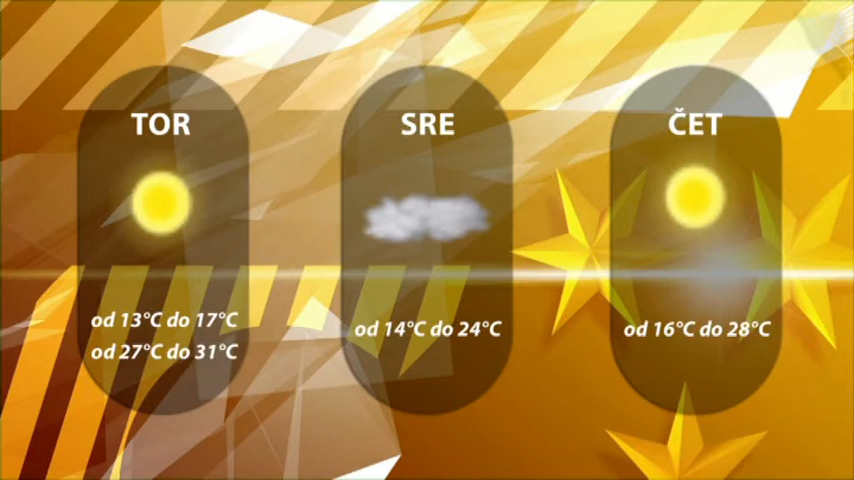 TOR
od 13°C do 17°C
od 27°C do 31°C
SRE
od 14°C do 24°C
ČET
od 16°C do 28°C